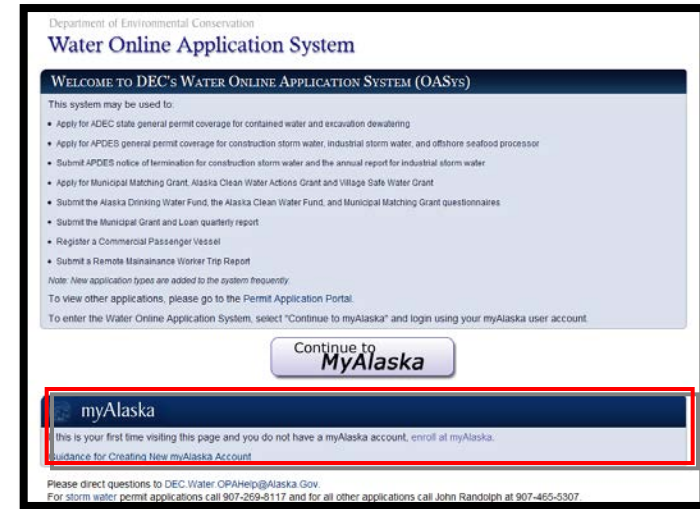 Department of Environmental Conservation
Water Online Application System
WELCOME TO DEC'S WATER ONLINE APPLICATION SYSTEM (OASYS)
This system may be used to:
• Apply for ADEC state general permit coverage for contained water and excavation dewatering
• Apply for APDES general permit coverage for construction storm water, industrial storm water, and offshore seafood processor
• Submit APDES notice of termination for construction storm water and the annual report for industrial storm water
• Apply for Municipal Matching Grant, Alaska Clean Water Actions Grant and Village Safe Water Grant
• Submit the Alaska Drinking Water Fund, the Alaska Clean Water Fund, and Municipal Matching Grant questionnaires
• Submit the Municipal Grant and Loan quarterly report
• Register a Commercial Passenger Vessel
• Submit a Remote Mainainance Worker Trip Report
Note: New application types are added to the system frequently.
To view other applications, please go to the Permit Application Portal.
To enter the Water Online Application System, select "Continue to myAlaska" and login using your myAlaska user account.
Continue to
MyAlaska
myAlaska
this is your first time visiting this page and you do not have a myAlaska account, enroll at myAlaska.
Guidance for Creating New myAlaska Account
Please direct questions to DEC.Water.OPAHelp@Alaska.Gov.
For storm water permit applications call 907-269-8117 and for all other applications call John Randolph at 907-465-5307.